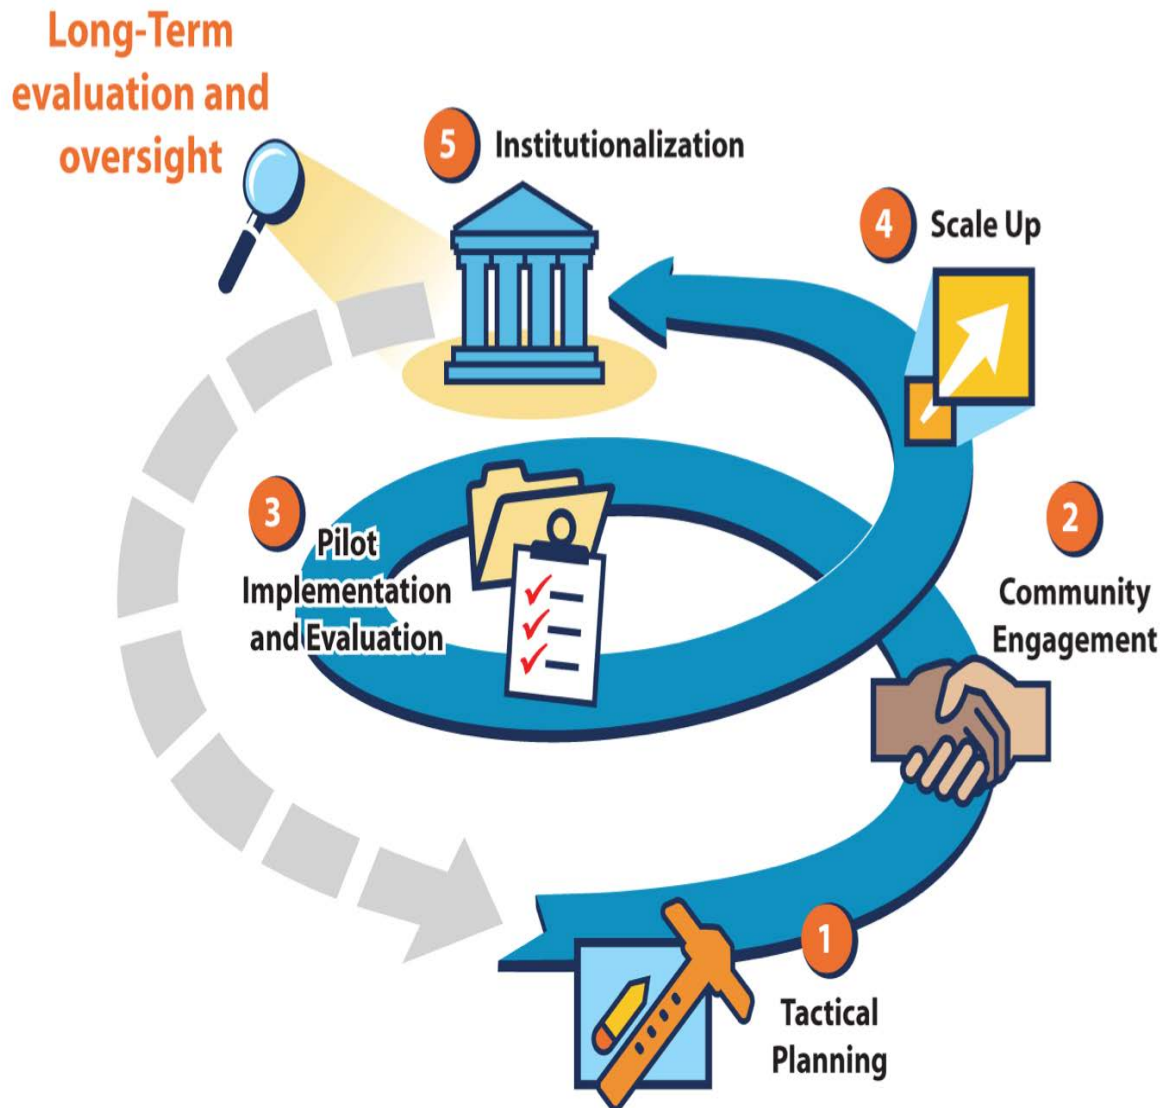 Long-Term
evaluation and
oversight
5 Institutionalization
4 Scale Up
3
Pilot
Implementation
and Evaluation
2
Community
Engagement
1
Tactical
Planning